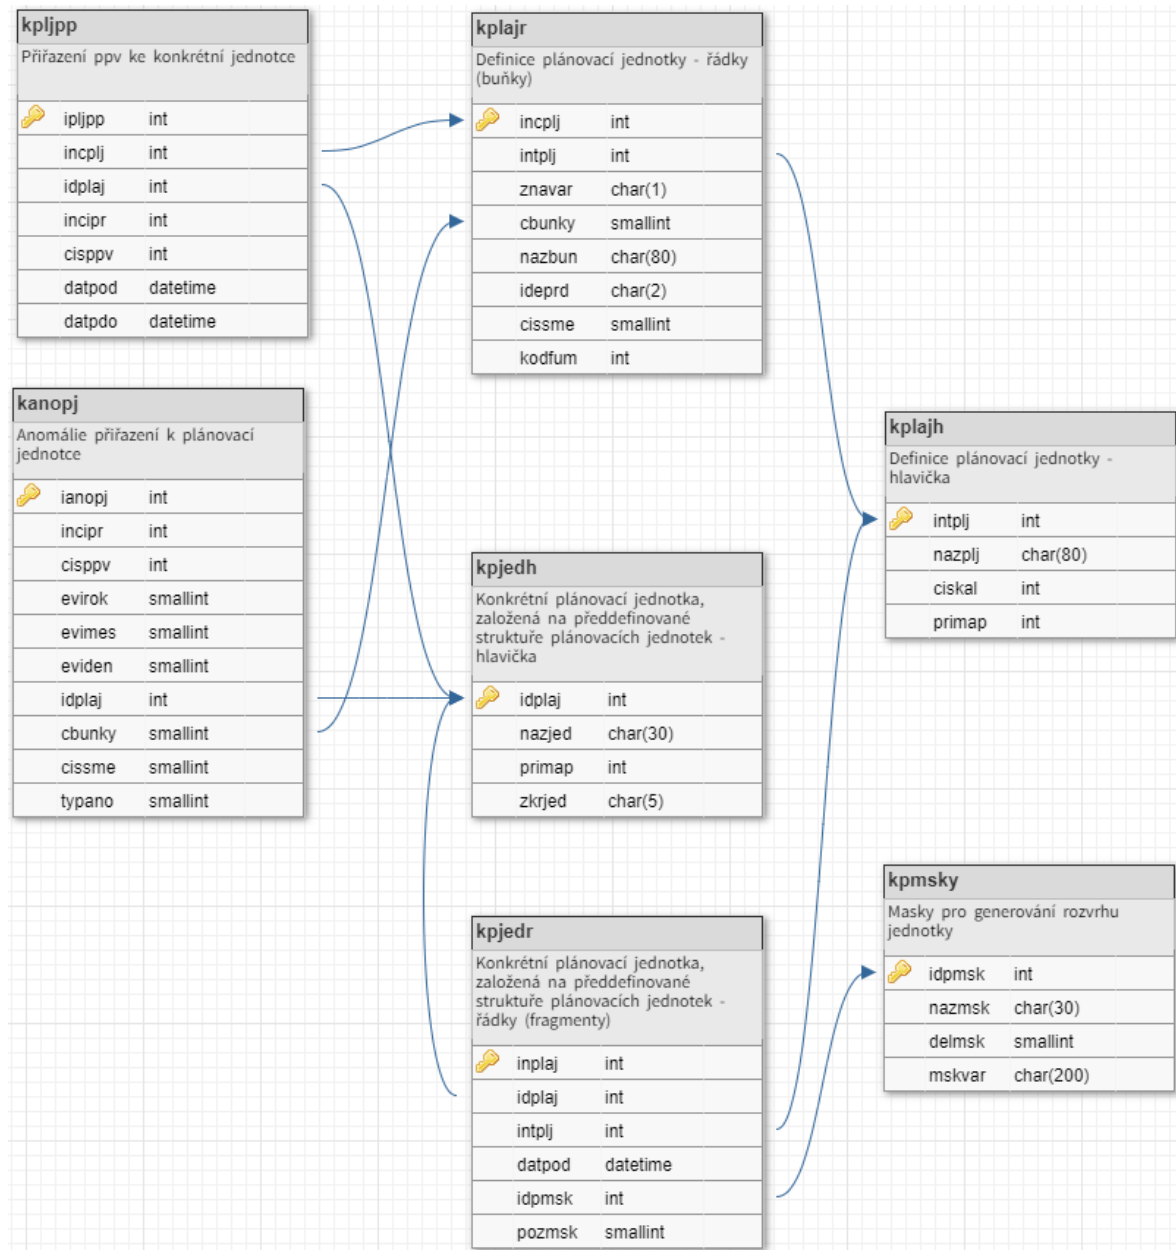 kpljpp
Přiřazení ppv ke konkrétní jednotce
ipljpp int
incplj int
idplaj int
incipr int
cisppv int
datpod datetime
datpdo datetime
kanopj
Anomálie přiřazení k plánovací
jednotce
ianopj int
incipr int
cisppv int
evirok smallint
evimes smallint
eviden smallint
idplaj int
cbunky smallint
cissme smallint
typano smallint
kplajr
Definice plánovací jednotky - řádky
(buňky)
incplj int
intplj int
znavar char(1)
cbunky smallint
nazbun char(80)
ideprd char(2)
cissme smallint
kodfum int
kpjedh
Konkrétní plánovací jednotka,
založená na předdefinované
struktuře plánovacích jednotek -
hlavička
idplaj int
nazjed char(30)
primap int
zkrjed char(5)
kpjedr
Konkrétní plánovací jednotka,
založená na předdefinované
struktuře plánovacích jednotek -
řádky (fragmenty)
inplaj int
idplaj int
intplj int
datpod datetime
idpmsk int
pozmsk smallint
kplajh
Definice plánovací jednotky -
hlavička
intplj int
nazplj char(80)
ciskal int
primap int
kpmsky
Masky pro generování rozvrhu
jednotky
idpmsk int
nazmsk char(30)
delmsk smallint
mskvar char(200)